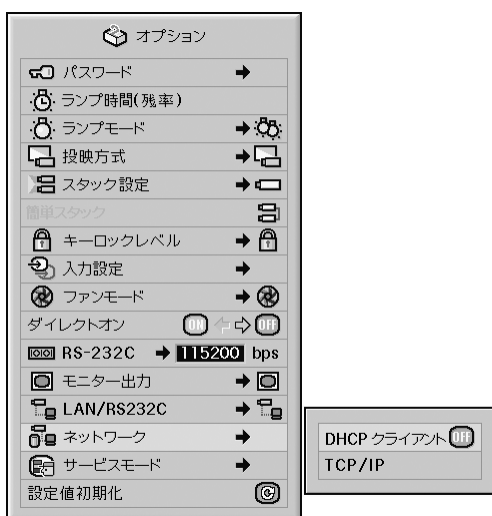 オプション
パスワード
ランプ時間(残率)
ランプモード
投映方式
スタック設定
簡単スタック
キーロックレベル
入力設定
ファンモード
ダイレクトオン ON OFF
RS-232C 115200 bps
モニター出力
LAN/RS232C
ネットワーク
サービスモード
設定値初期化
DHCP クライアント OFF
TCP/IP